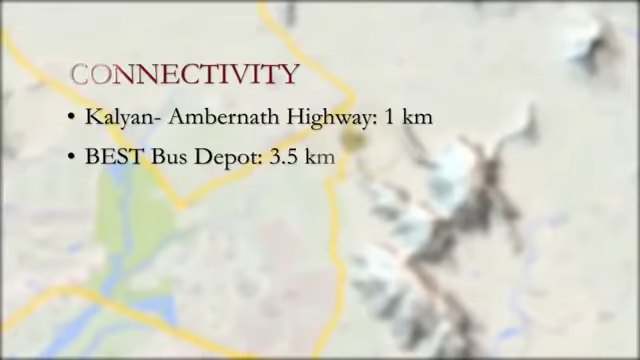 CONNECTIVITY
• Kalyan- Ambernath Highway: 1 km
• BEST Bus Depot: 3.5 km